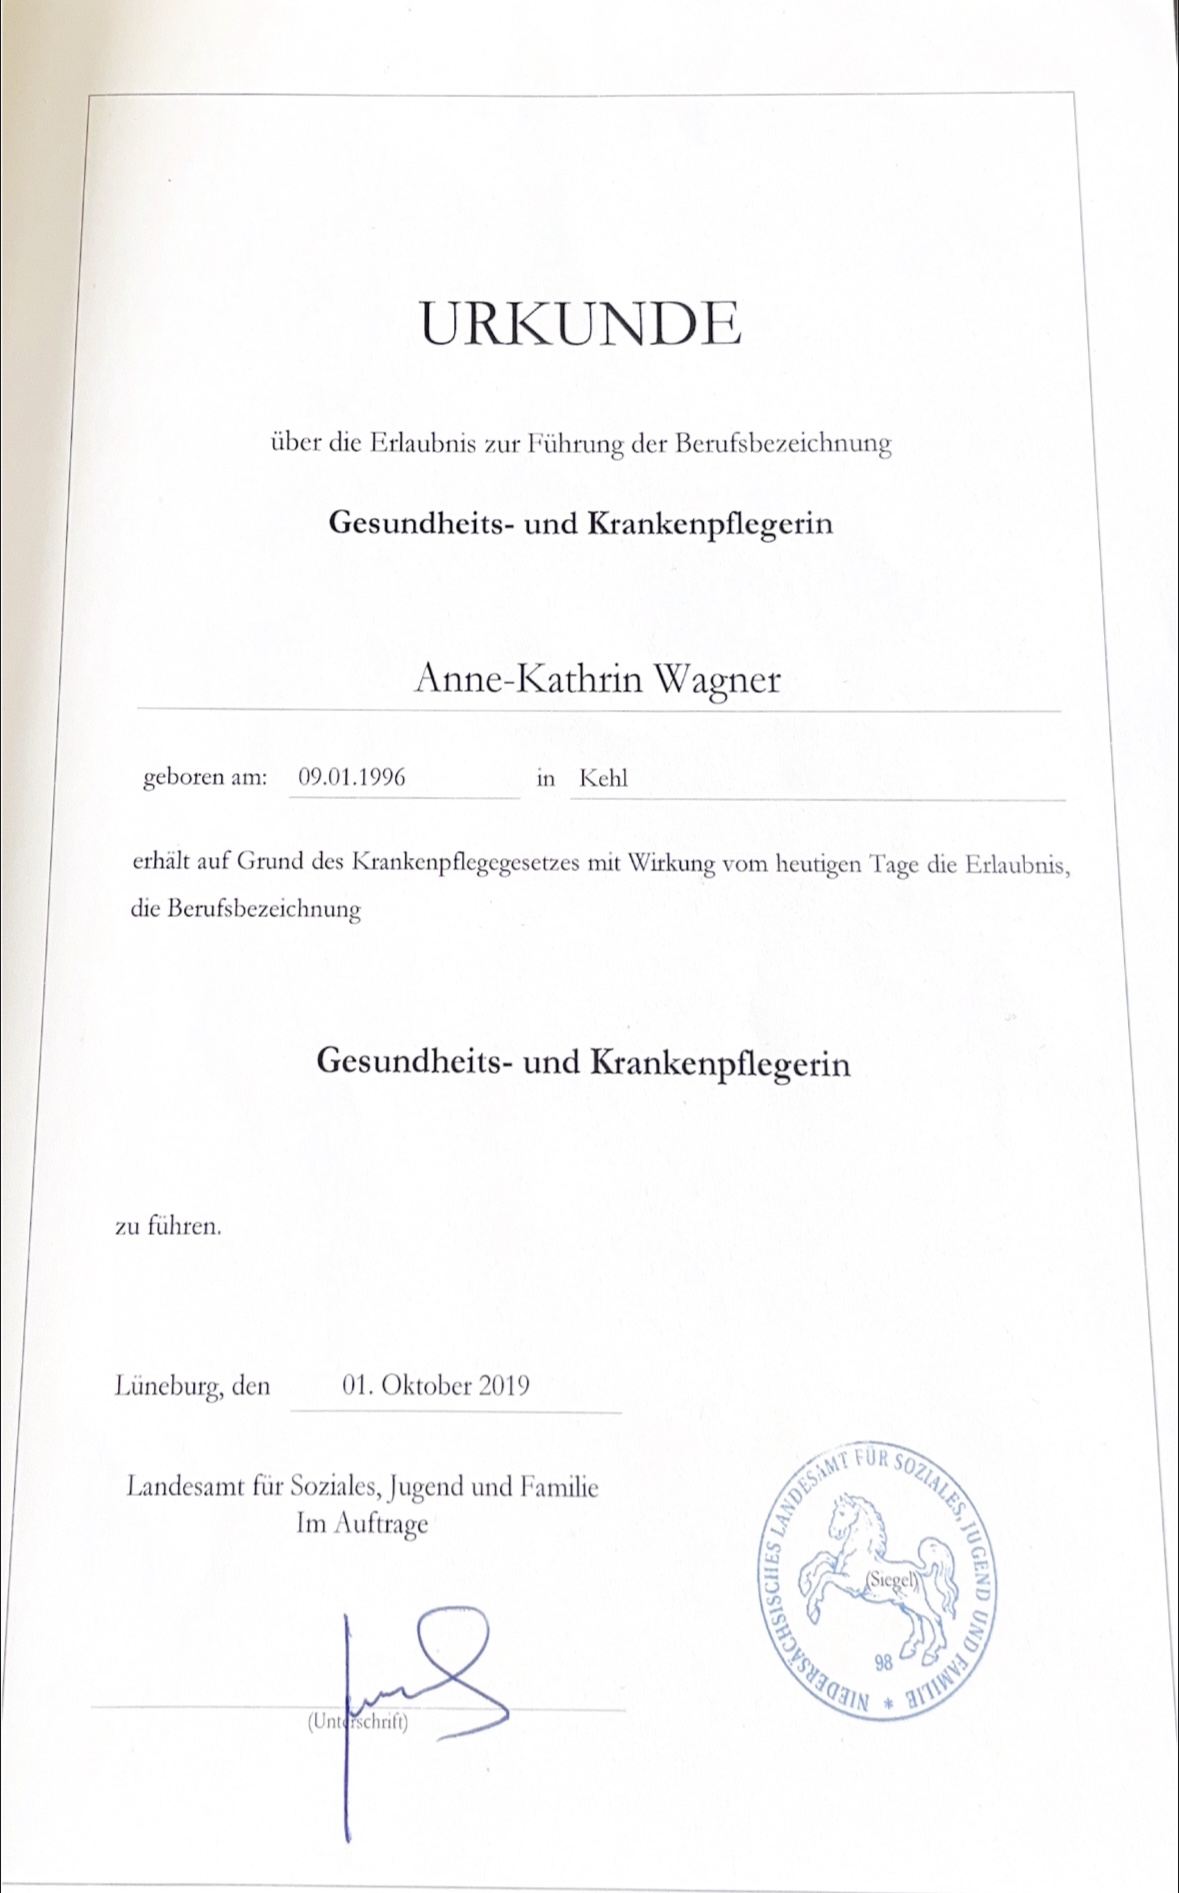 URKUNDE
über die Erlaubnis zur Führung der Berufsbezeichnung
Gesundheits- und Krankenpflegerin
Anne-Kathrin Wagner
geboren am: 09.01.1996 in Kehl
erhält auf Grund des Krankenpflegegesetzes mit Wirkung vom heutigen Tage die Erlaubnis,
die Berufsbezeichnung
Gesundheits- und Krankenpflegerin
zu führen.
Lüneburg, den 01. Oktober 2019
Landesamt für Soziales, Jugend und Familie
Im Auftrage
(Unterschrift)
NIEDERSÄCHSISCHES LANDESAMT FÜR SOZIALES, JUGEND UND FAMILIE *
(Siegel)
98